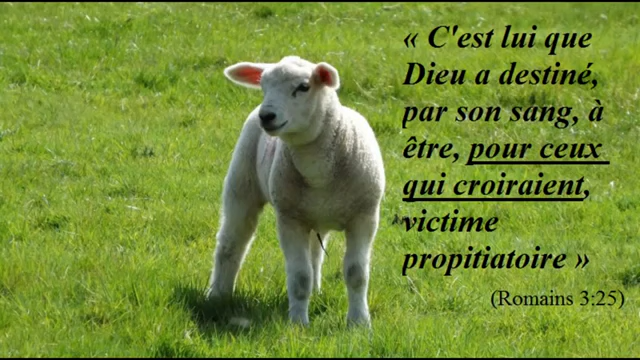 « C'est lui que
Dieu a destiné,
par son sang, à
être, pour ceux
qui croiraient,
victime
propitiatoire »
(Romains 3:25)